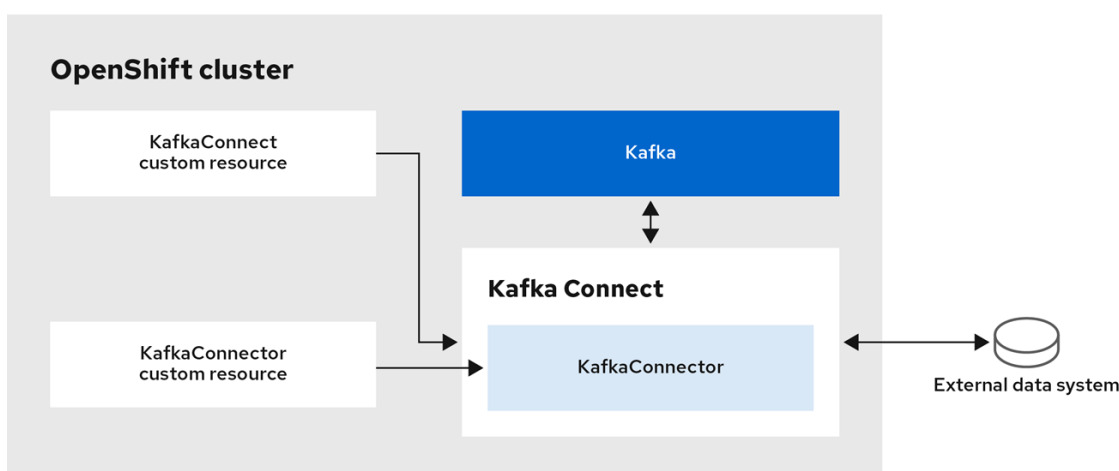 OpenShift cluster
KafkaConnect
custom resource
Kafka
Kafka Connect
KafkaConnector
custom resource
KafkaConnector
External data system